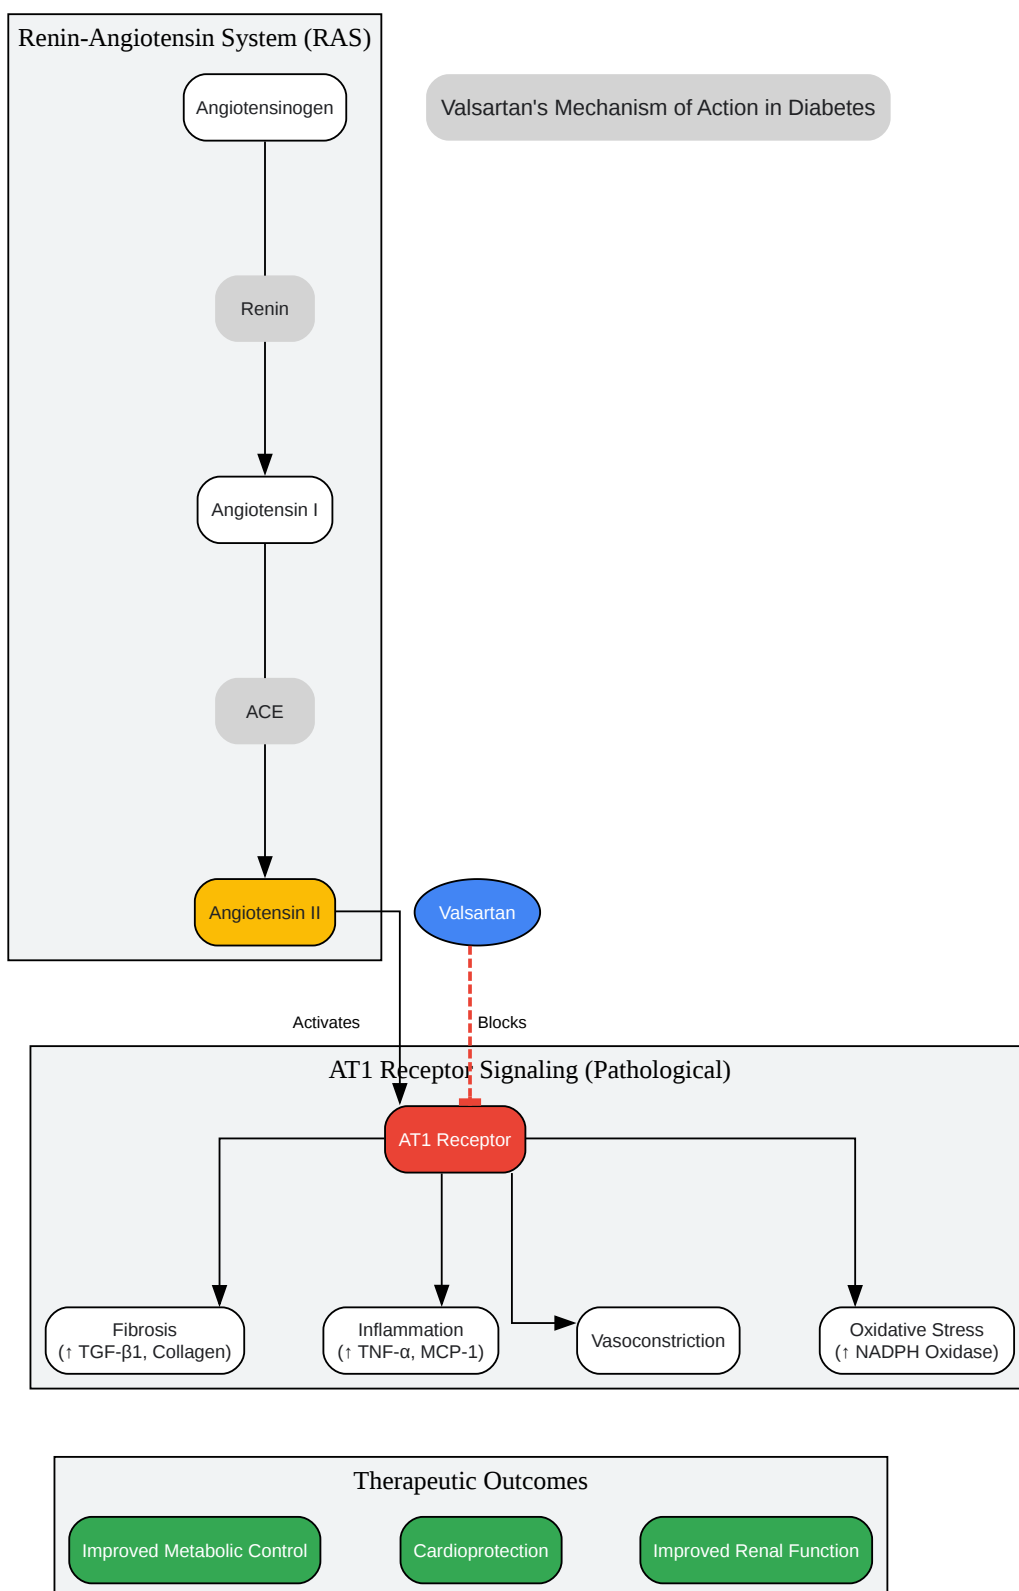 Renin-Angiotensin System (RAS)
Angiotensinogen
Valsartan's Mechanism of Action in Diabetes
Renin
Angiotensin I
ACE
Angiotensin II
Valsartan
Activates
Blocks
AT1 Receptor Signaling (Pathological)
AT1 Receptor
Fibrosis
(↑ TGF-β1, Collagen)
Inflammation
(↑ TNF-α, MCP-1)
Vasoconstriction
Oxidative Stress
(↑ NADPH Oxidase)
Therapeutic Outcomes
Improved Metabolic Control
Cardioprotection
Improved Renal Function